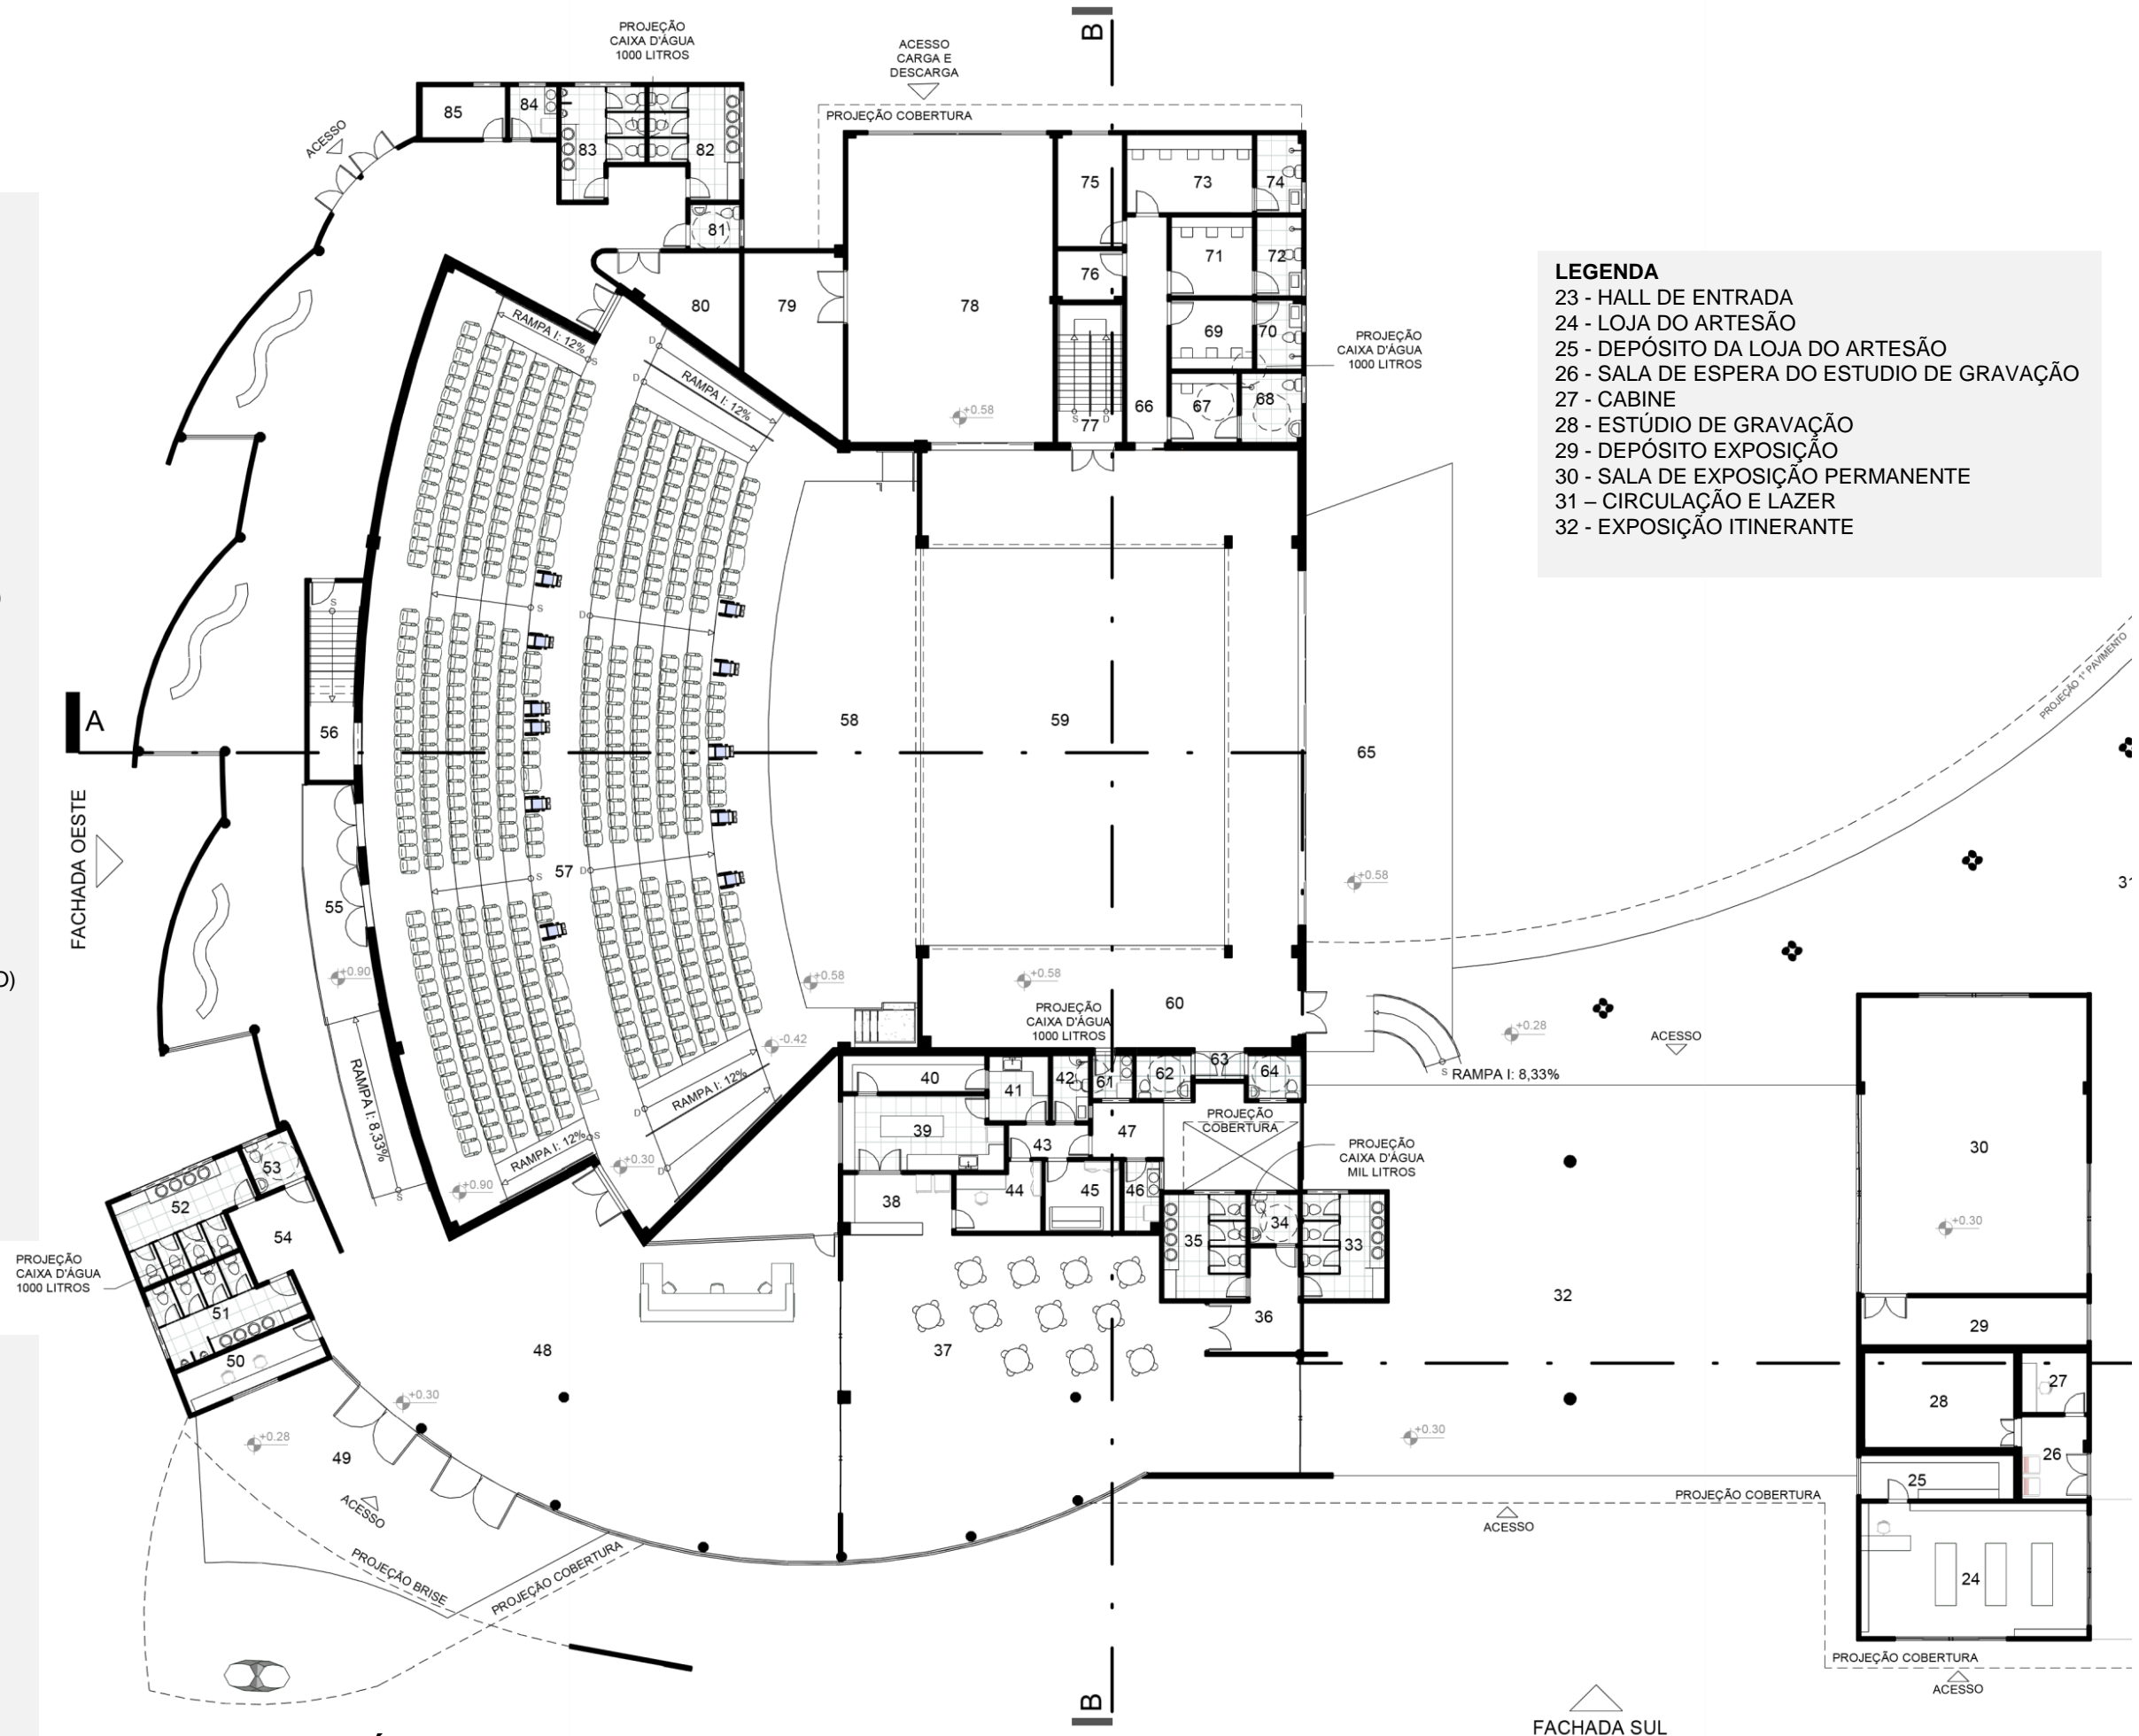 PROJEÇÃO
CAIXA D'ÁGUA
1000 LITROS
ACESSO
CARGA E
DESCARGA
B
PROJEÇÃO COBERTURA
ACESSO
85
84
83
82
81
75
73
74
71
72
76
80
79
78
69
70
PROJEÇÃO
CAIXA D'ÁGUA
1000 LITROS
66
67
68
77
+0.58
RAMPA I: 12%
S
D
RAMPA I: 12%
D
S
D
LEGENDA
23 - HALL DE ENTRADA
24 - LOJA DO ARTESÃO
25 - DEPÓSITO DA LOJA DO ARTESÃO
26 - SALA DE ESPERA DO ESTUDIO DE GRAVAÇÃO
27 - CABINE
28 - ESTÚDIO DE GRAVAÇÃO
29 - DEPÓSITO EXPOSIÇÃO
30 - SALA DE EXPOSIÇÃO PERMANENTE
31 – CIRCULAÇÃO E LAZER
32 - EXPOSIÇÃO ITINERANTE
PROJEÇÃO 1° PAVIMENTO
)
S
S
D
A
56
58
59
65
FACHADA OESTE
57
D
S
55
+0.58
31
O)
+0.90
+0.58
+0.58
60
PROJEÇÃO
CAIXA D'ÁGUA
1000 LITROS
+0.28
ACESSO
-0.42
RAMPA I: 8,33%
S
RAMPA I: 12%
D
S
RAMPA I: 8,33%
S
40
41
42
61
62
63
64
39
43
47
PROJEÇÃO
COBERTURA
PROJEÇÃO
CAIXA D'ÁGUA
MIL LITROS
RAMPA I: 12%
S
+0.30
D
+0.90
38
44
45
46
35
34
33
36
30
+0.30
53
52
54
PROJEÇÃO
CAIXA D'ÁGUA
1000 LITROS
51
50
48
37
32
29
28
27
26
25
24
+0.30
+0.28
+0.30
49
ACESSO
PROJEÇÃO BRISE
PROJEÇÃO COBERTURA
PROJEÇÃO COBERTURA
ACESSO
PROJEÇÃO COBERTURA
ACESSO
B
FACHADA SUL